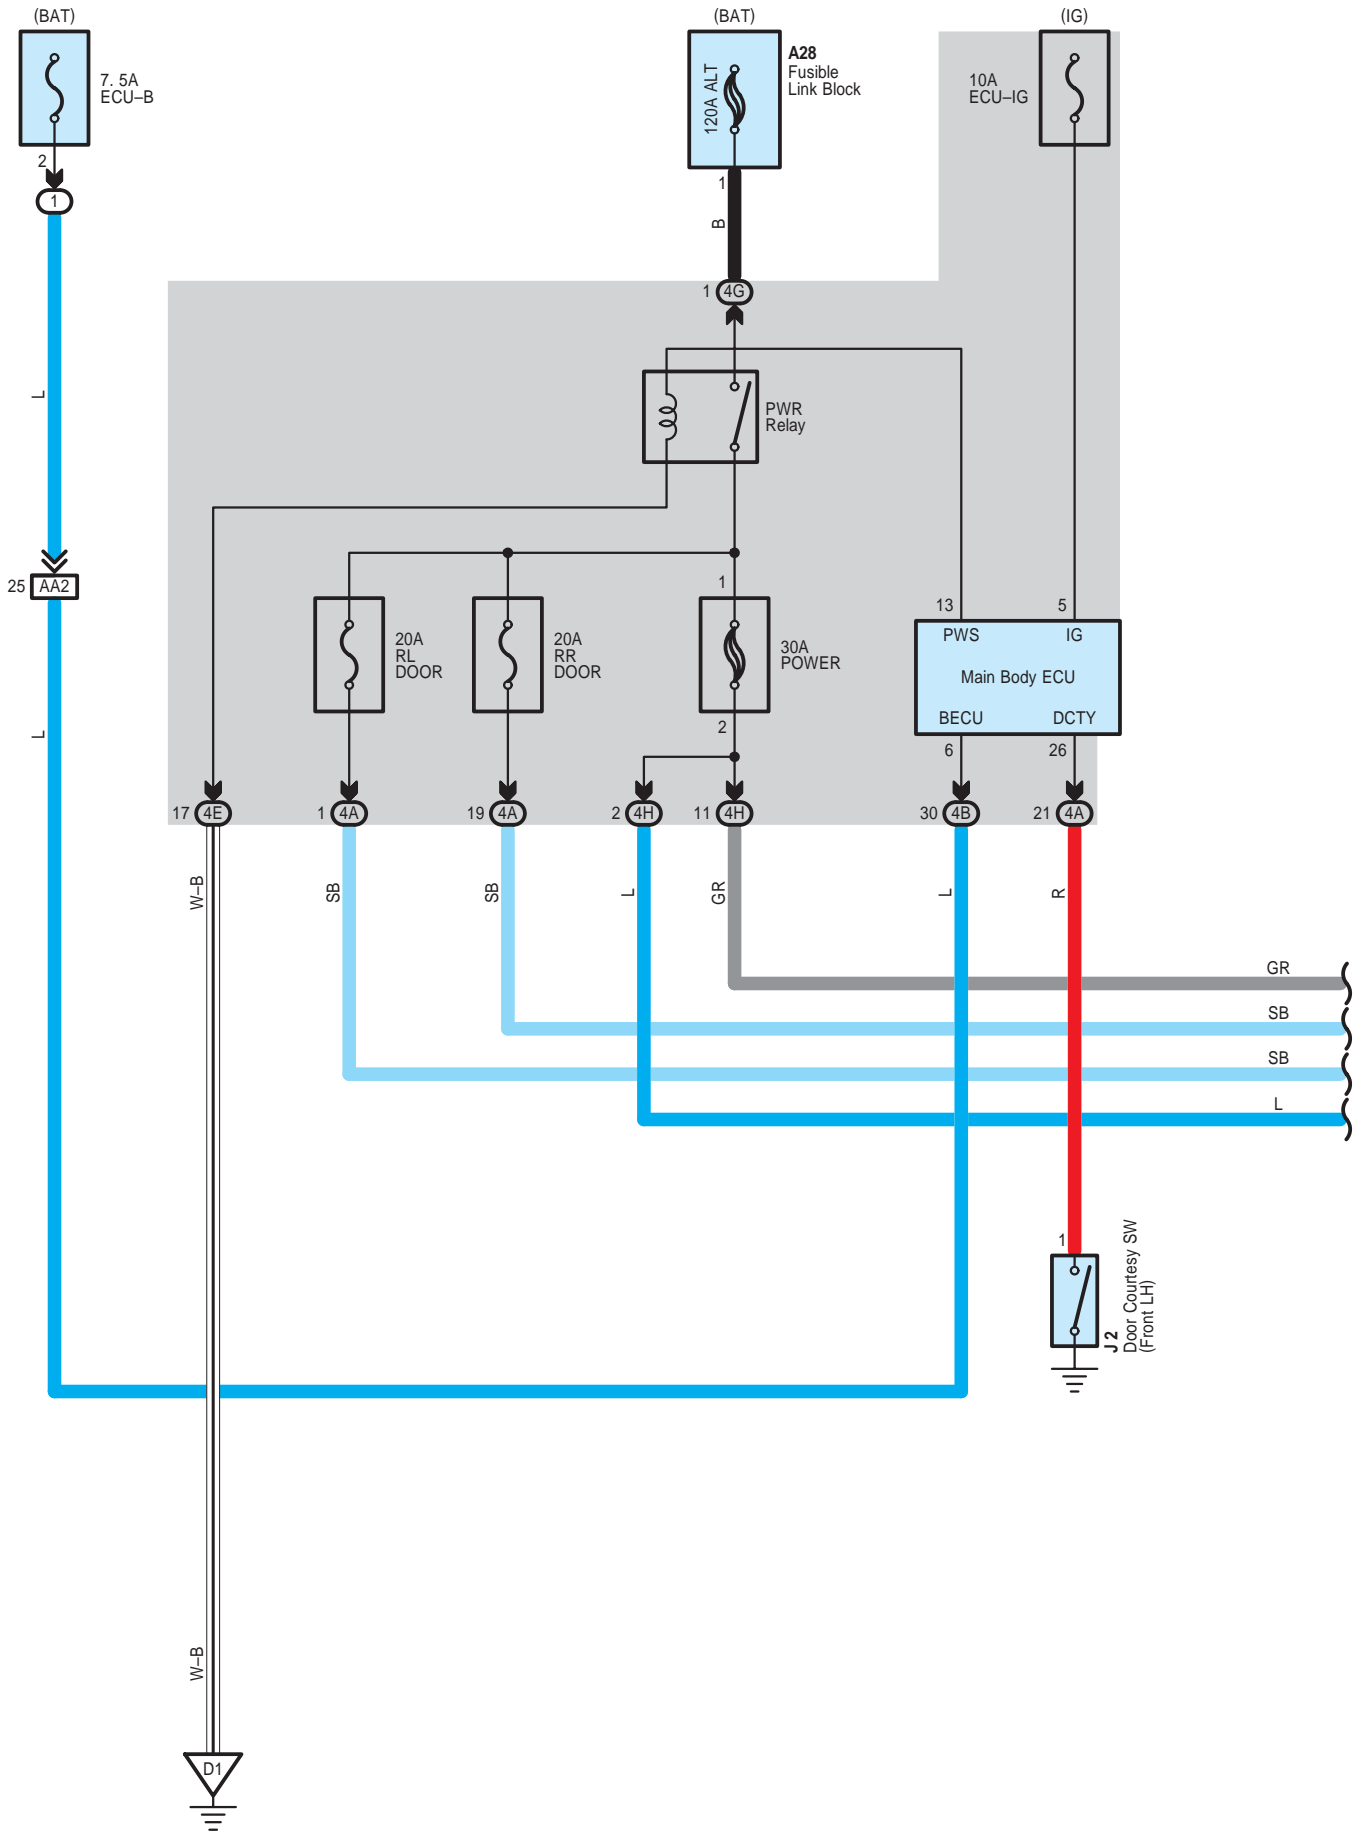 (BAT)
(BAT)
(IG)
7. 5A
ECU–B
120A ALT
A28
Fusible
Link Block
10A
ECU–IG
2
1
1
B
L
1
4G
PWR
Relay
25
AA2
1
13
5
20A
RL
DOOR
20A
RR
DOOR
30A
POWER
PWS
IG
Main Body ECU
BECU
DCTY
L
2
6
26
17
4E
1
4A
19
4A
2
4H
11
4H
30
4B
21
4A
W–B
SB
SB
L
GR
L
R
GR
SB
SB
L
1
J 2
Door Courtesy SW
(Front LH)
W–B
D1